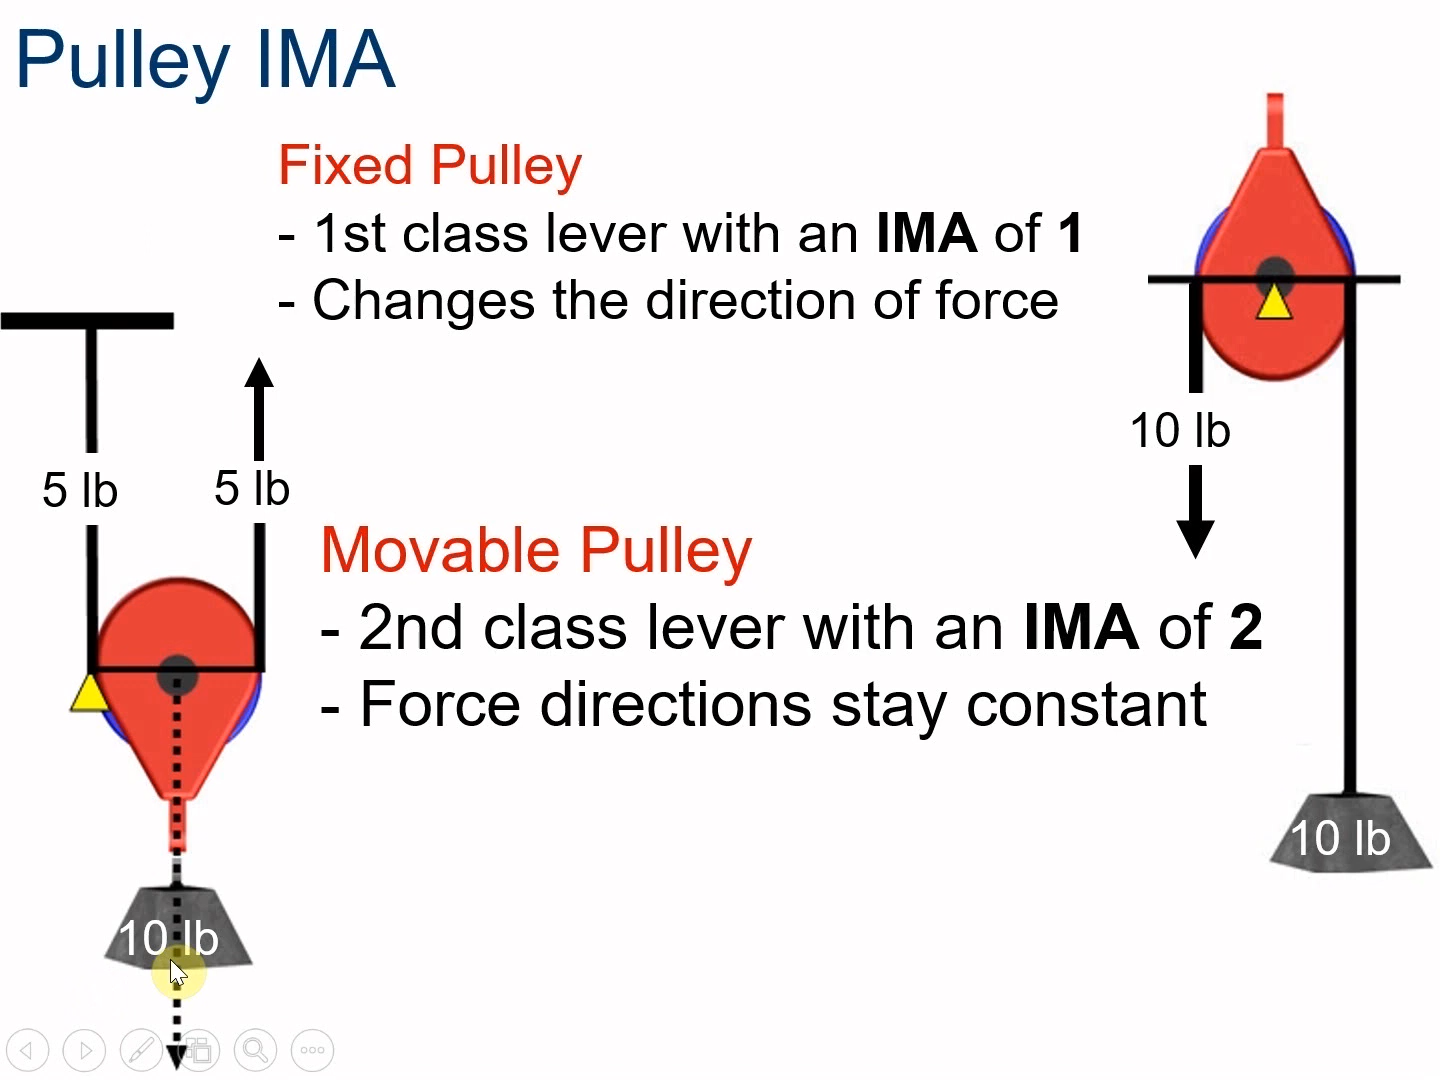 Pulley IMA
Fixed Pulley
- 1st class lever with an IMA of 1
- Changes the direction of force
10 lb
5 lb
5 lb
Movable Pulley
- 2nd class lever with an IMA of 2
- Force directions stay constant
10 lb
10 lb